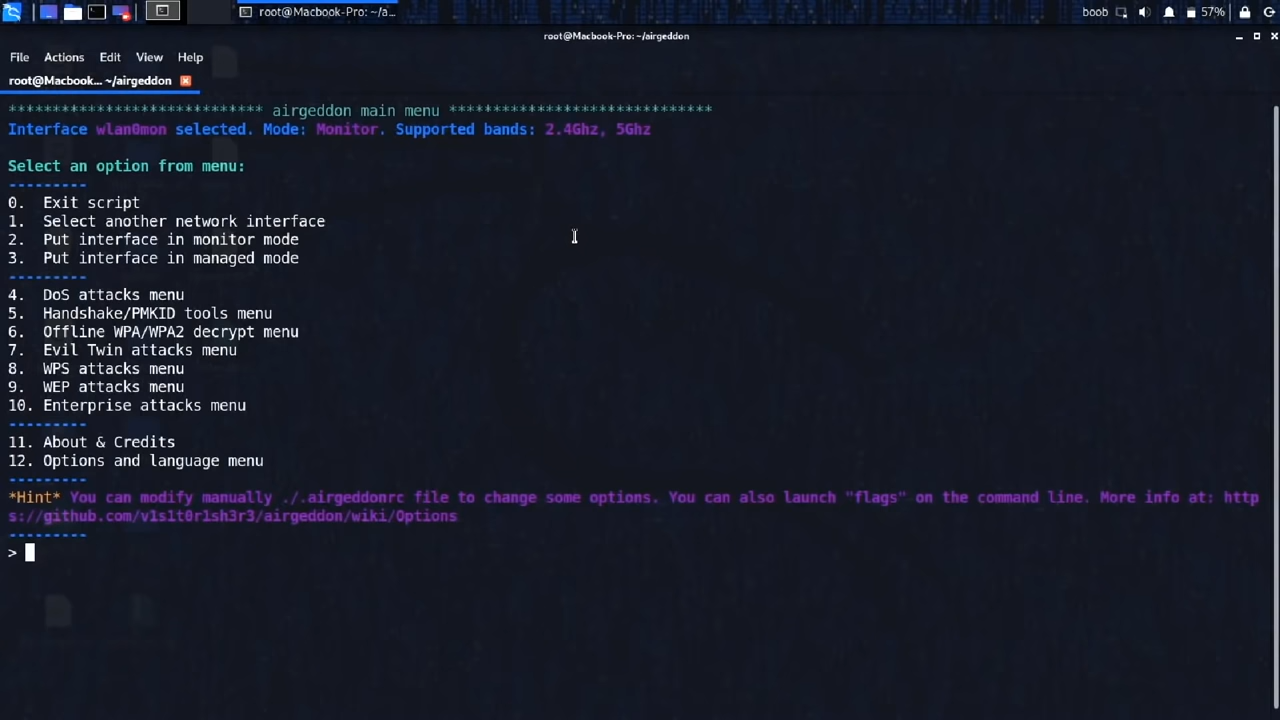 root@Macbook-Pro: ~/a...
boob
57%
root@Macbook-Pro: ~/airgeddon
File Actions Edit View Help
root@Macbook... ~/airgeddon
***************************** airgeddon main menu ******************************
Interface wlan0mon selected. Mode: Monitor. Supported bands: 2.4Ghz, 5Ghz
Select an option from menu:
---------
0. Exit script
1. Select another network interface
2. Put interface in monitor mode
3. Put interface in managed mode
---------
4. DoS attacks menu
5. Handshake/PMKID tools menu
6. Offline WPA/WPA2 decrypt menu
7. Evil Twin attacks menu
8. WPS attacks menu
9. WEP attacks menu
10. Enterprise attacks menu
---------
11. About & Credits
12. Options and language menu
---------
*Hint* You can modify manually ./.airgeddonrc file to change some options. You can also launch "flags" on the command line. More info at: http
s://github.com/v1s1t0r1sh3r3/airgeddon/wiki/Options
---------
>